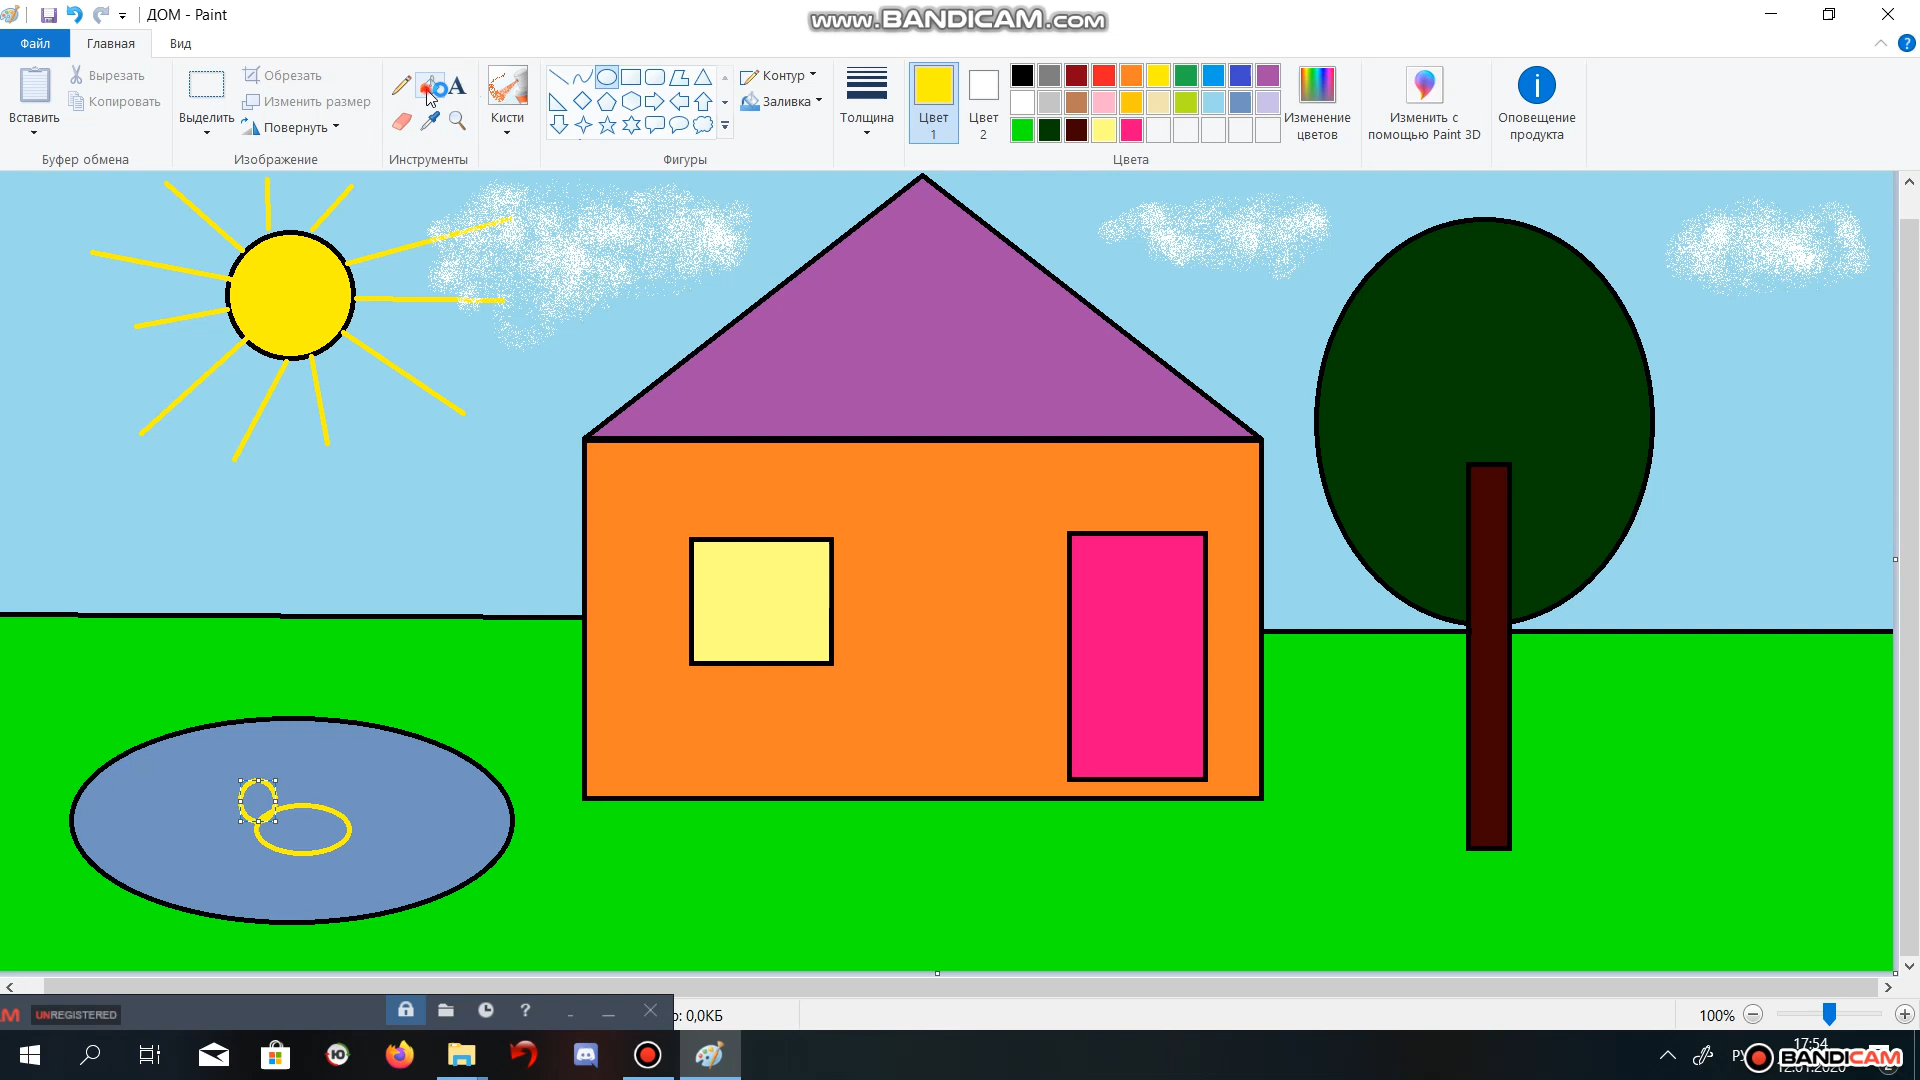 ДОМ - Paint
www.BANDICAM.com
Файл
Главная
Вид
Вставить
Вырезать
Копировать
Буфер обмена
Выделить
Обрезать
Изменить размер
Повернуть
Изображение
A
Инструменты
Кисти
Контур
Заливка
Фигуры
Толщина
Цвет
1
Цвет
2
Изменение
цветов
Цвета
Изменить с
помощью Paint 3D
Оповещение
продукта
UNREGISTERED
р: 0,0КБ
100%
17:54
BANDICAM